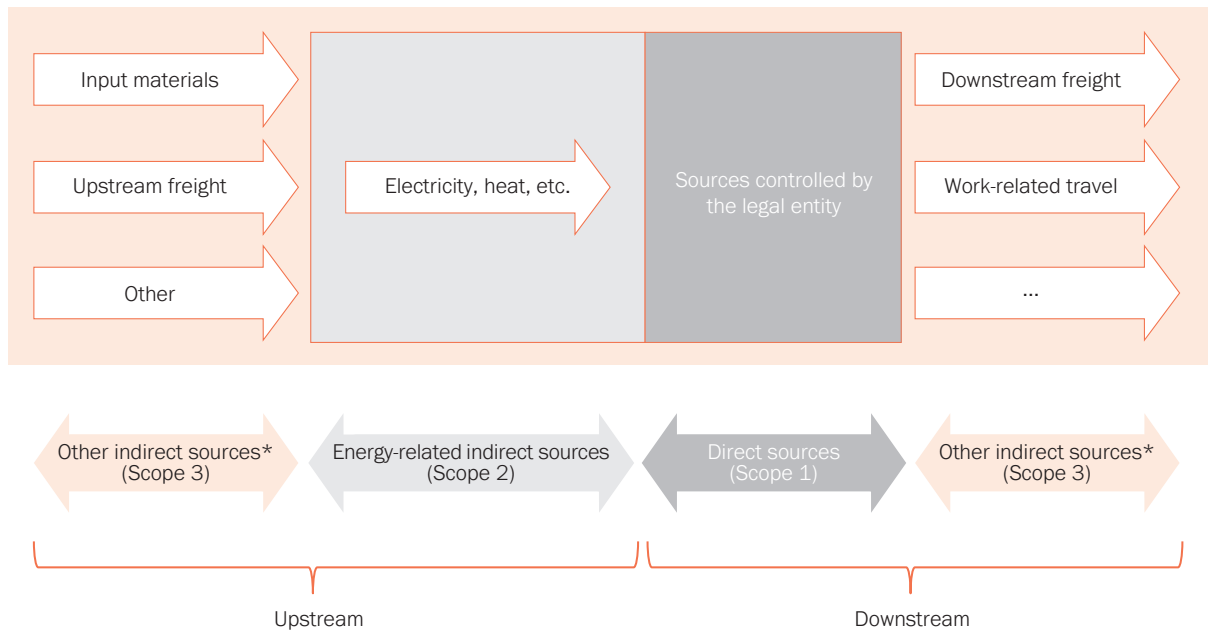 Input materials
Downstream freight
Upstream freight
Electricity, heat, etc.
Sources controlled by
the legal entity
Work-related travel
Other
...
Other indirect sources*
(Scope 3)
Energy-related indirect sources
(Scope 2)
Direct sources
(Scope 1)
Other indirect sources*
(Scope 3)
Upstream
Downstream